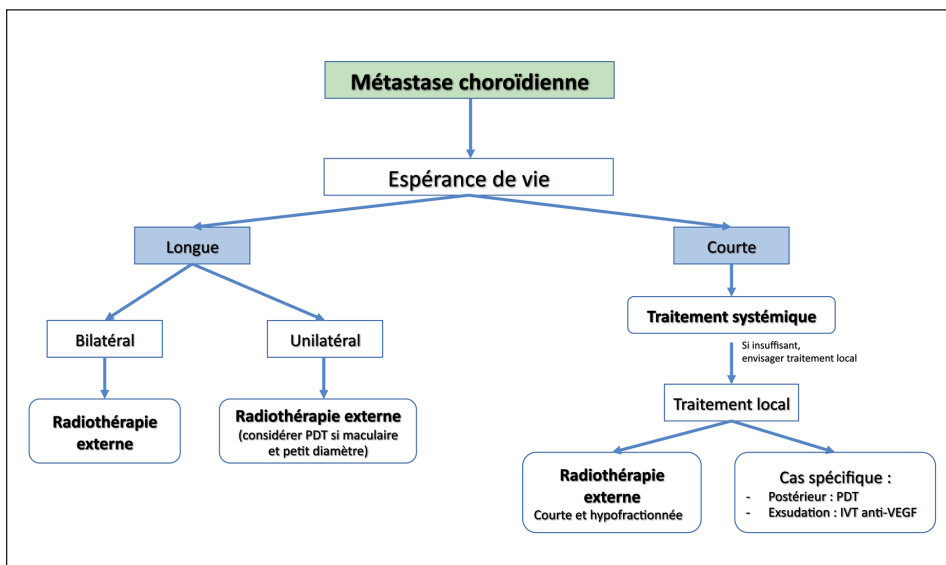 Métastase choroïdienne
Espérance de vie
Longue
Courte
Bilatéral
Unilatéral
Traitement systémique
Si insuffisant,
envisager traitement local
Radiothérapie
externe
Radiothérapie externe
(considérer PDT si maculaire
et petit diamètre)
Traitement local
Radiothérapie
externe
Courte et hypofractionnée
Cas spécifique :
- Postérieur : PDT
- Exsudation : IVT anti-VEGF